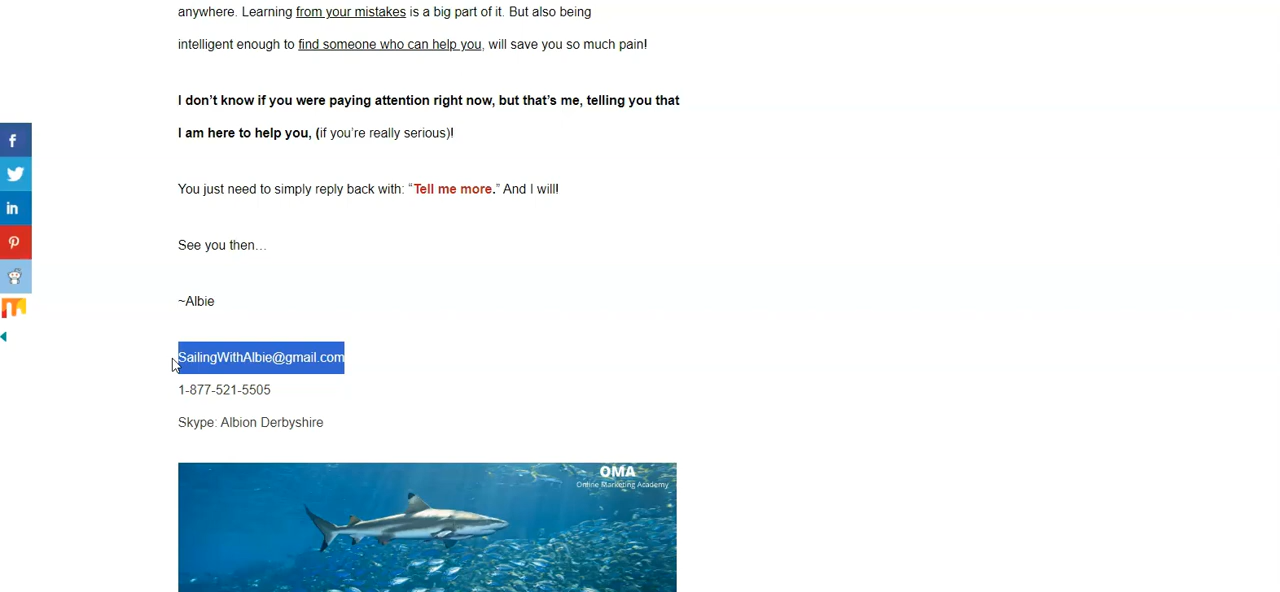 anywhere. Learning from your mistakes is a big part of it. But also being
intelligent enough to find someone who can help you, will save you so much pain!
I don’t know if you were paying attention right now, but that’s me, telling you that
I am here to help you, (if you’re really serious)!
You just need to simply reply back with: “Tell me more.” And I will!
See you then…
~Albie
SailingWithAlbie@gmail.com
1-877-521-5505
Skype: Albion Derbyshire
OMA
Online Marketing Academy